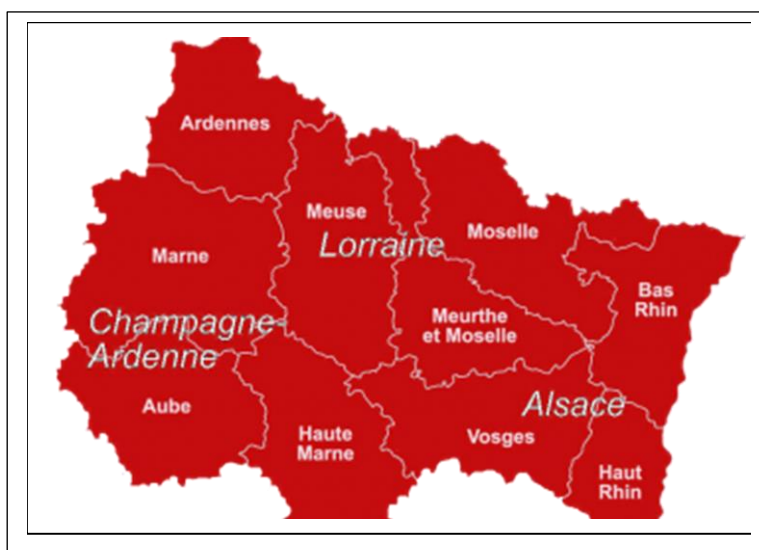 Ardennes
Meuse
Lorraine
Moselle
Marne
Bas
Rhin
Champagne-
Ardenne
Meurthe
et Moselle
Aube
Alsace
Haute
Marne
Vosges
Haut
Rhin